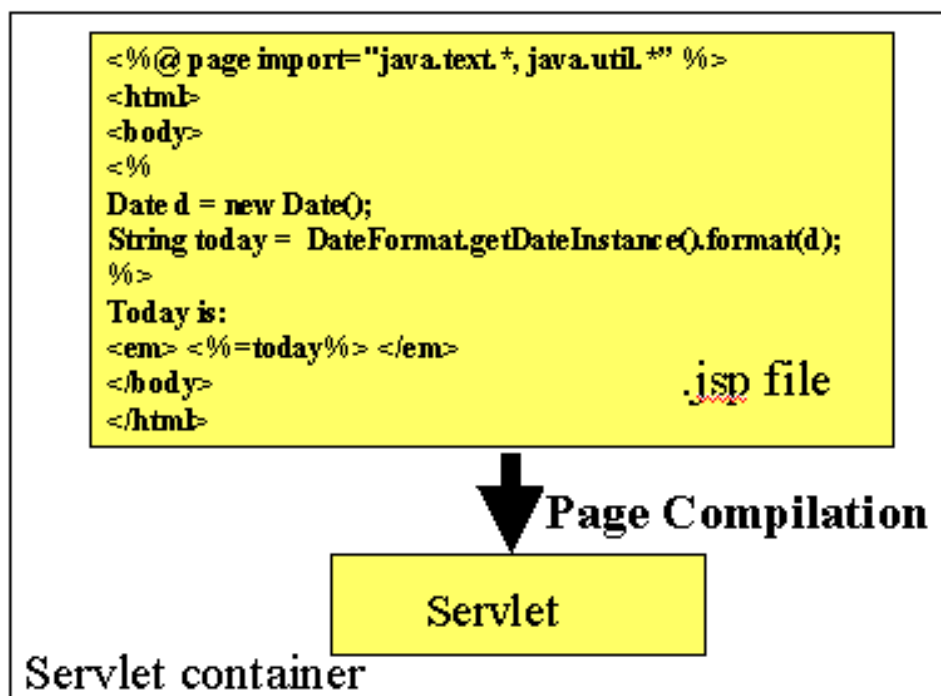 <%@ page import="java.text.*, java.util.*” %>
<html>
<body>
<%
Date d = new Date();
String today = DateFormat.getDateInstance().format(d);
%>
Today is:
<em> <%=today%> </em>
</body>
</html>
.jsp file
Page Compilation
Servlet
Servlet container